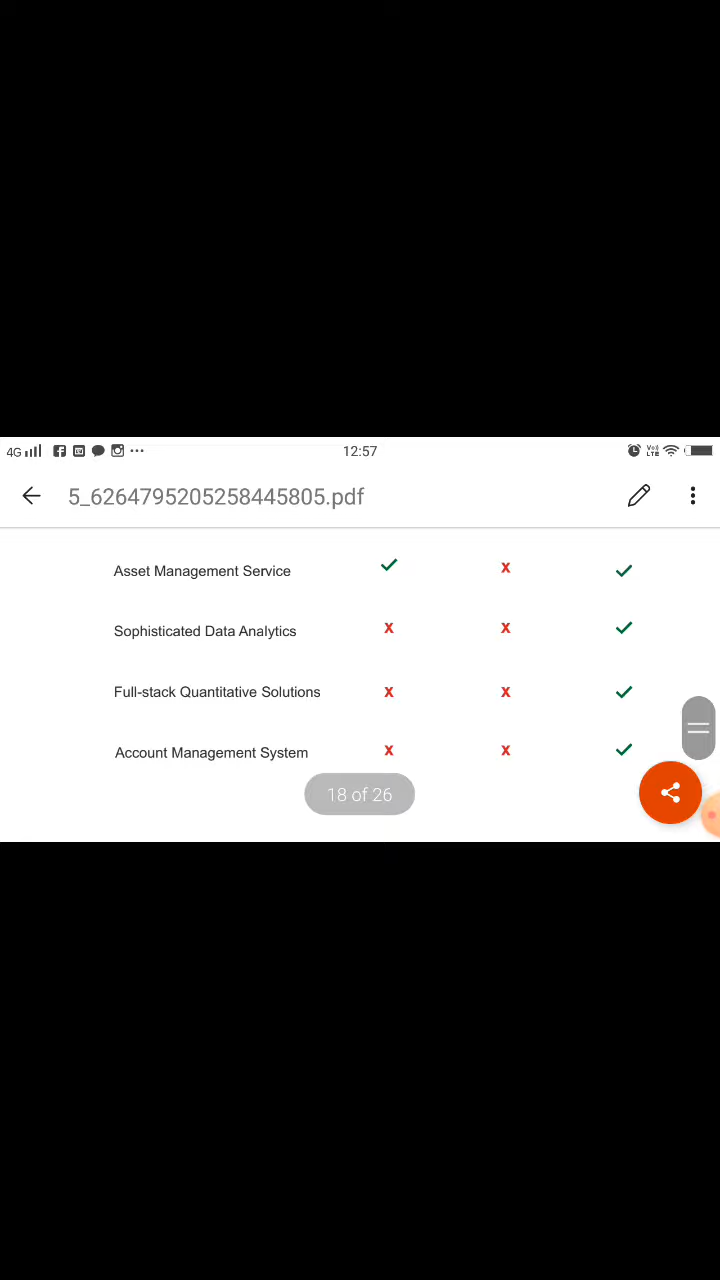 4G 12:57 VoLTE
5_6264795205258445805.pdf
Asset Management Service ✓ X ✓
Sophisticated Data Analytics X X ✓
Full-stack Quantitative Solutions X X ✓
Account Management System X X ✓
18 of 26